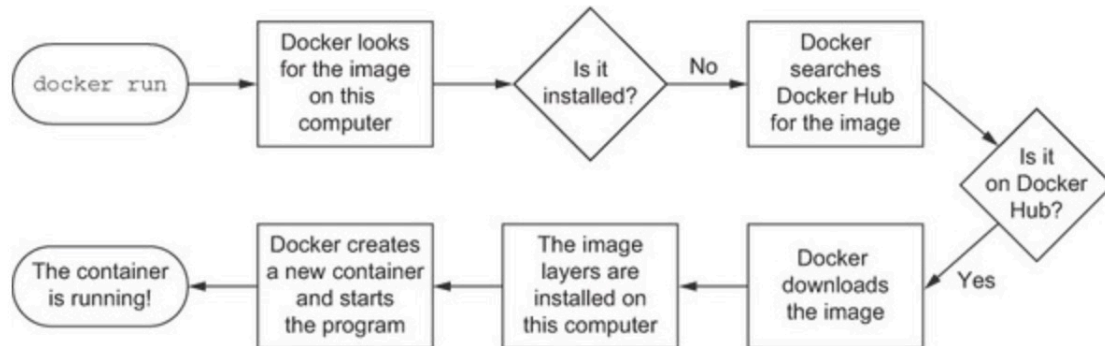 docker run
Docker looks
for the image
on this
computer
Is it
installed?
No
Docker
searches
Docker Hub
for the image
Is it
on Docker
Hub?
Yes
Docker
downloads
the image
The image
layers are
installed on
this computer
Docker creates
a new container
and starts
the program
The container
is running!